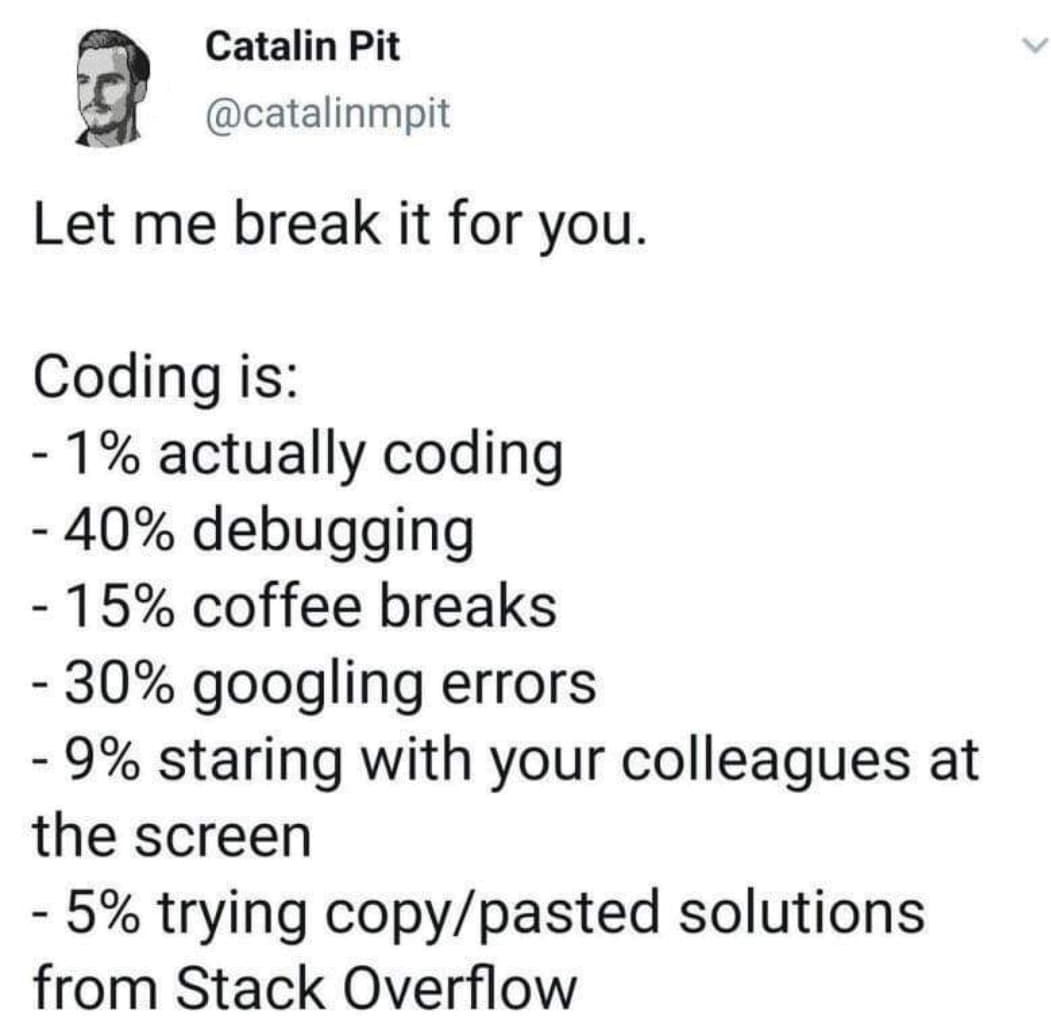 Catalin Pit
@catalinmpit
Let me break it for you.
Coding is:
- 1% actually coding
- 40% debugging
- 15% coffee breaks
- 30% googling errors
- 9% staring with your colleagues at
the screen
- 5% trying copy/pasted solutions
from Stack Overflow